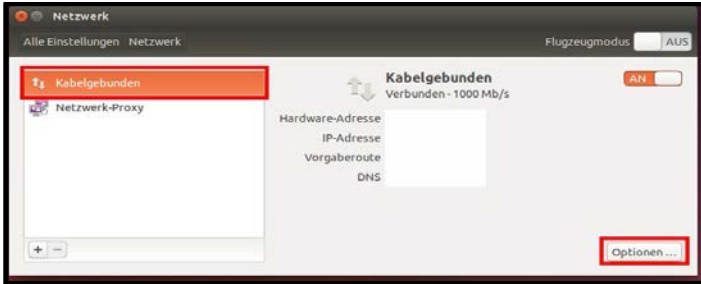 Netzwerk
Alle Einstellungen Netzwerk
Flugzeugmodus AUS
Kabelgebunden
Netzwerk-Proxy
Kabelgebunden
Verbunden - 1000 Mb/s
AN
Hardware-Adresse
IP-Adresse
Vorgaberoute
DNS
+ -
Optionen ...